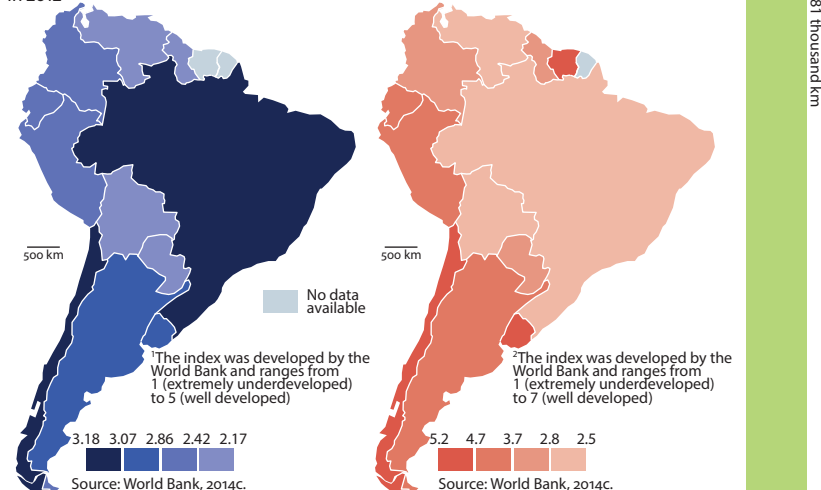 500 km
No data
available
¹The index was developed by the
World Bank and ranges from
1 (extremely underdeveloped)
to 5 (well developed)
3.18 3.07 2.86 2.42 2.17
Source: World Bank, 2014c.
500 km
²The index was developed by the
World Bank and ranges from
1 (extremely underdeveloped)
to 7 (well developed)
5.2 4.7 3.7 2.8 2.5
Source: World Bank, 2014c.
81 thousand km